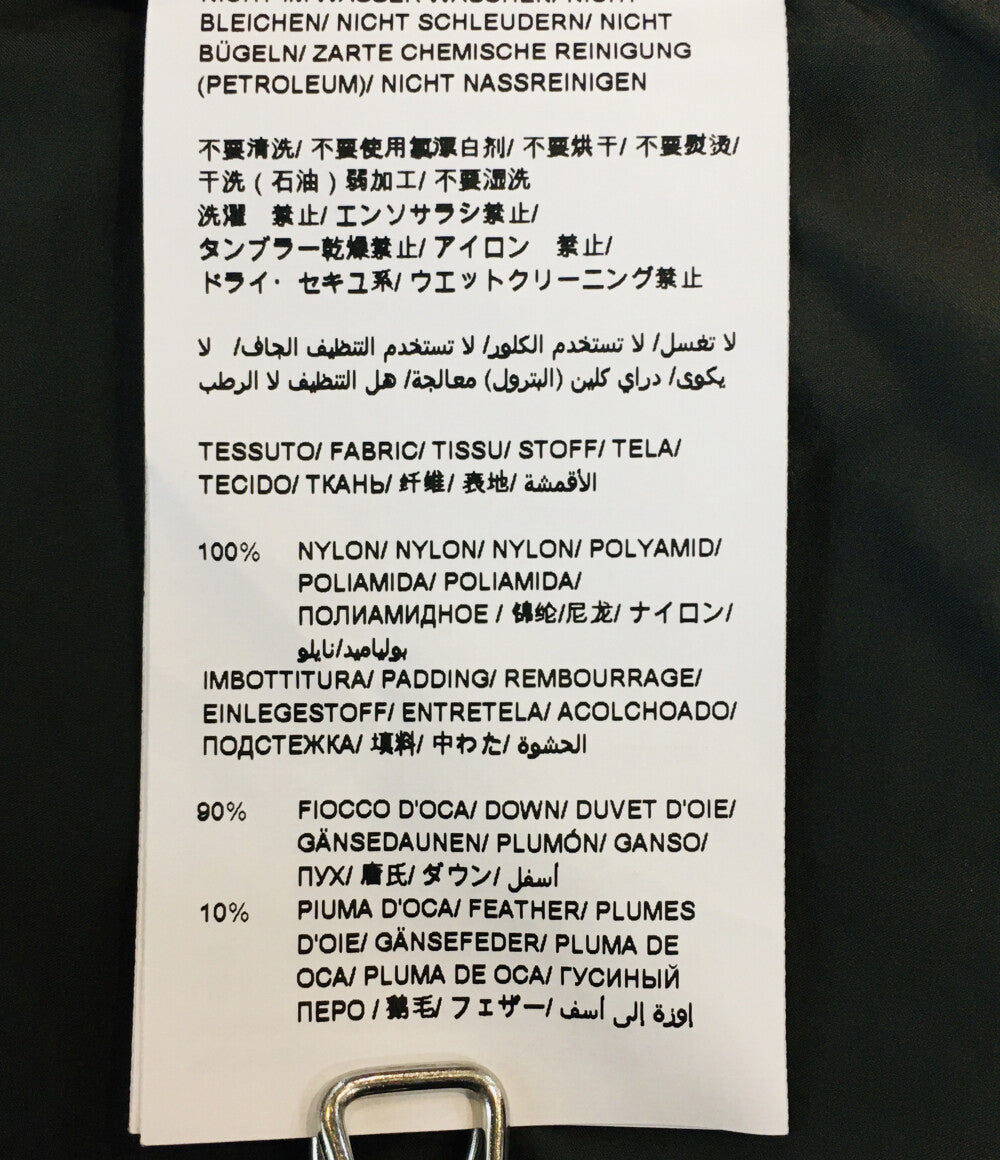 BLEICHEN/ NICHT SCHLEUDERN/ NICHT
BÜGELN/ ZARTE CHEMISCHE REINIGUNG
(PETROLEUM)/ NICHT NASSREINIGEN
不要清洗/ 不要使用氯漂白剂/ 不要烘干/ 不要熨烫/
干洗 ( 石油 ) 弱加工/ 不要湿洗
洗濯　禁止/ エンソサラシ禁止/
タンブラー乾燥禁止/ アイロン　禁止/
ドライ・ セキユ系/ ウエットクリーニング禁止
لا تغسل/ لا تستخدم الكلور/ لا تستخدم التنظيف الجاف/ لا
يكوى/ دراي كلين (البترول) معالجة/ هل التنظيف لا الرطب
TESSUTO/ FABRIC/ TISSU/ STOFF/ TELA/
TECIDO/ ТКАНЬ/ 纤维/ 表地/ الأقمشة
100% NYLON/ NYLON/ NYLON/ POLYAMID/
POLIAMIDA/ POLIAMIDA/
ПОЛИАМИДНОЕ / 锦纶/尼龙/ ナイロン/
بولياميد/نايلو
IMBOTTITURA/ PADDING/ REMBOURRAGE/
EINLEGESTOFF/ ENTRETELA/ ACOLCHOADO/
ПОДСТЕЖКА/ 填料/ 中わた/ الحشوة
90% FIOCCO D'OCA/ DOWN/ DUVET D'OIE/
GÄNSEDAUNEN/ PLUMÓN/ GANSO/
ПУХ/ 唐氏/ ダウン/ أسفل
10% PIUMA D'OCA/ FEATHER/ PLUMES
D'OIE/ GÄNSEFEDER/ PLUMA DE
OCA/ PLUMA DE OCA/ ГУСИНЫЙ
ПЕРО / 鹅毛/ フェザー/ إوزة إلى أسف